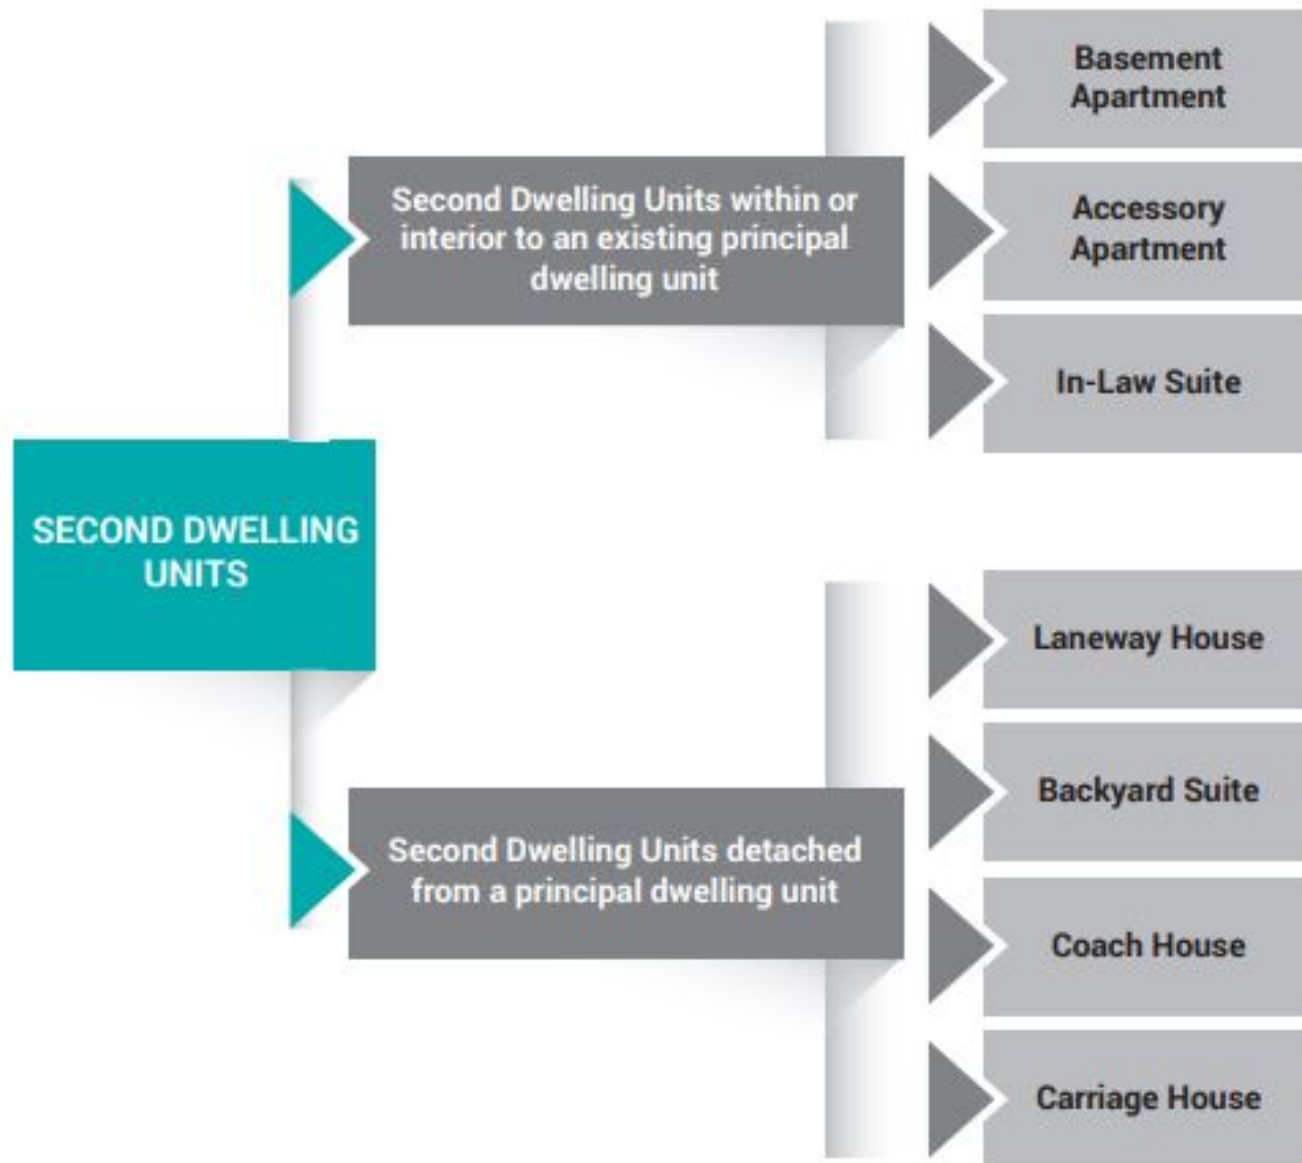 SECOND DWELLING
UNITS
Second Dwelling Units within or
interior to an existing principal
dwelling unit
Basement
Apartment
Accessory
Apartment
In-Law Suite
Second Dwelling Units detached
from a principal dwelling unit
Laneway House
Backyard Suite
Coach House
Carriage House